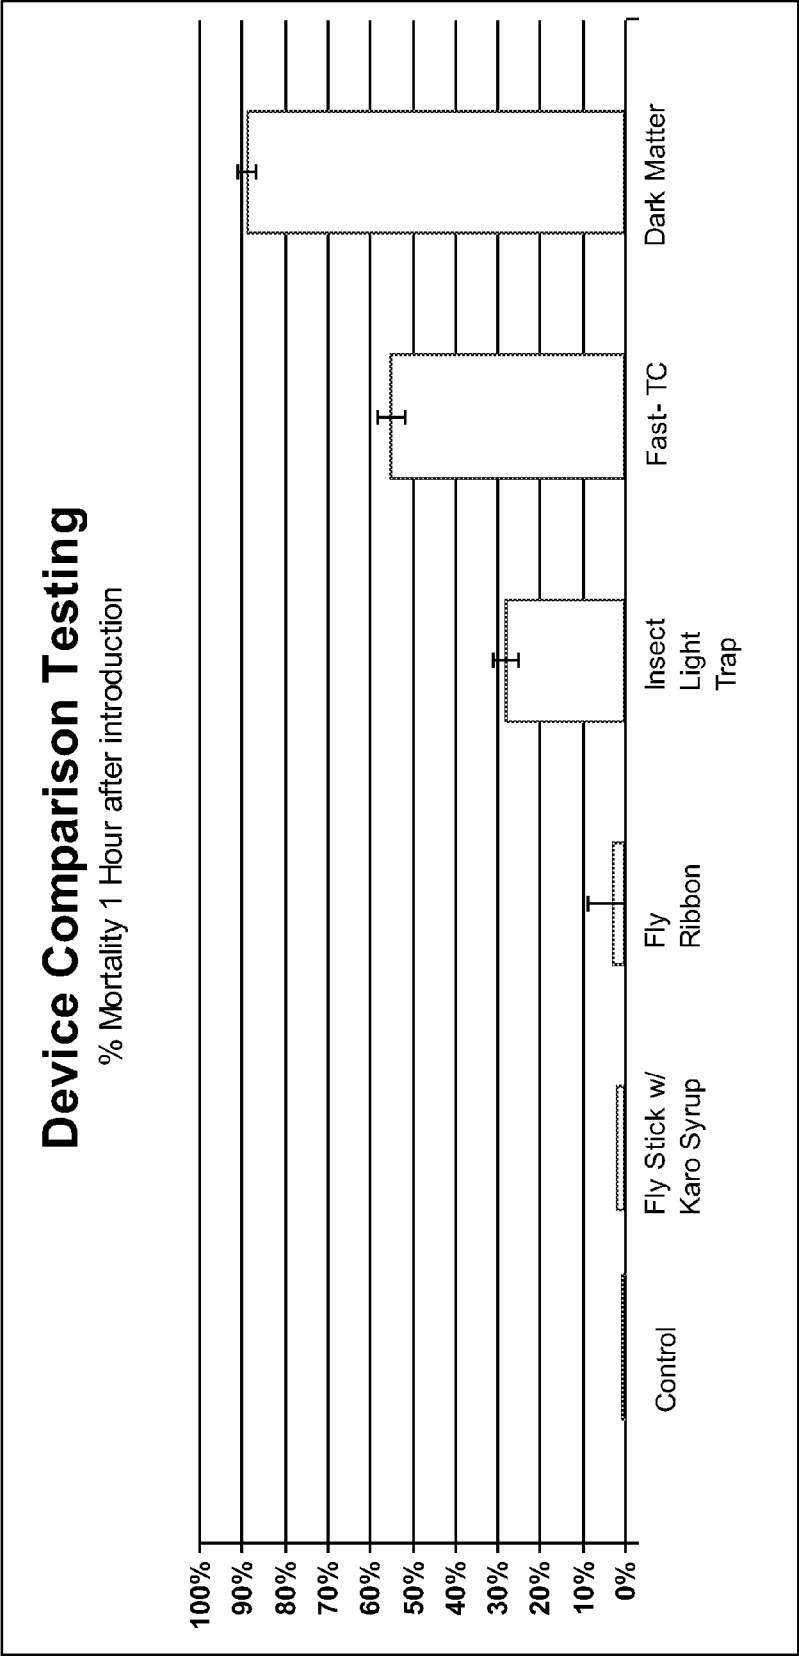 Device Comparison Testing
% Mortality 1 Hour after introduction
100%
90%
80%
70%
60%
50%
40%
30%
20%
10%
0%
Control
Fly Stick w/
Karo Syrup
Fly
Ribbon
Insect
Light
Trap
Fast- TC
Dark Matter